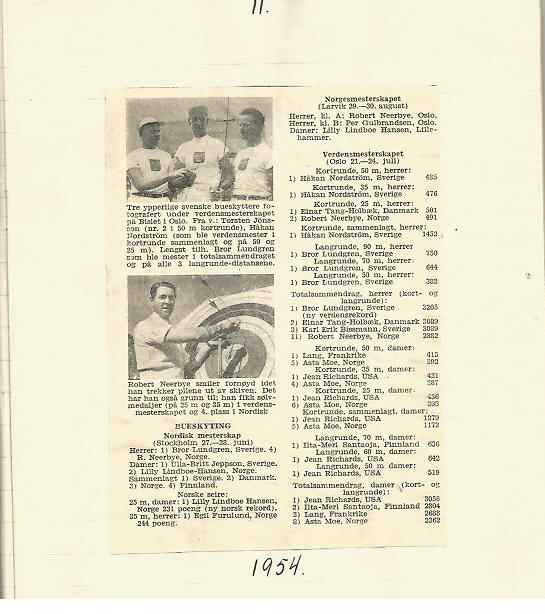 11.
Tre ypperlige svenske bueskyttere fo-
tografert under verdensmesterskapet
på Bislet i Oslo. Fra v.: Torsten Jöns-
son (nr. 2 i 50 m kortrunde), Håkan
Nordström (som ble verdensmester i
kortrunde sammenlagt og på 50 og
25 m). Lengst tilh. Bror Lundgren
som ble mester i totalsammendraget
og på alle 3 langrunde-distansene.
Robert Neerbye smiler fornøyd idet
han trekker pilene ut av skiven. Det
har han også grunn til; han fikk sølv-
medaljer (på 25 m og 35 m) i verdens-
mesterskapet og 4. plass i Nordisk
BUESKYTING
Nordisk mesterskap
(Stockholm 27.—28. juni)
Herrer: 1) Bror Lundgren, Sverige. 4)
R. Neerbye, Norge.
Damer: 1) Ulla-Britt Jeppson, Sverige.
2) Lilly Lindboe-Hansen, Norge.
Sammenlagt 1) Sverige. 2) Danmark.
3) Norge. 4) Finnland.
Norske seire:
25 m, damer: 1) Lilly Lindboe Hansen,
Norge 231 poeng (ny norsk rekord).
35 m, herrer: 1) Egil Furulund, Norge
244 poeng.
Norgesmesterskapet
(Larvik 29.—30. august)
Herrer, kl. A: Robert Neerbye, Oslo.
Herrer, kl. B: Per Gulbrandsen, Oslo.
Damer: Lilly Lindboe Hansen, Lille-
hammer.
Verdensmesterskapet
(Oslo 21.—24. juli)
Kortrunde, 50 m, herrer:
1) Håkan Nordström, Sverige 485
Kortrunde, 35 m, herrer:
1) Håkan Nordström, Sverige 476
Kortrunde, 25 m, herrer:
1) Einar Tang-Holbæk, Danmark 501
2) Robert Neerbye, Norge 491
Kortrunde, sammenlagt, herrer:
1) Håkan Nordström, Sverige 1452
Langrunde, 90 m, herrer
1) Bror Lundgren, Sverige 750
Langrunde, 70 m, herrer:
1) Bror Lundgren, Sverige 644
Langrunde, 50 m, herrer:
1) Bror Lundgren, Sverige 382
Totalsammendrag, herrer (kort- og
langrunde):
1) Bror Lundgren, Sverige 3205
(ny verdensrekord)
2) Einar Tang-Holbæk, Danmark 3089
3) Karl Erik Bissmann, Sverige 3089
11) Robert Neerbye, Norge 2882
Kortrunde, 50 m, damer:
1) Lang, Frankrike 415
5) Asta Moe, Norge 392
Kortrunde, 35 m, damer:
1) Jean Richards, USA 431
4) Asta Moe, Norge 387
Kortrunde, 25 m, damer:
1) Jean Richards, USA 436
6) Asta Moe, Norge 393
Kortrunde, sammenlagt, damer:
1) Jean Richards, USA 1279
5) Asta Moe, Norge 1172
Langrunde, 70 m, damer:
1) Iita-Meri Santaoja, Finnland 636
Langrunde, 60 m, damer:
1) Jean Richards, USA 642
Langrunde, 50 m, damer:
1) Jean Richards, USA 519
Totalsammendrag, damer (kort- og
langrunde):
1) Jean Richards, USA 3056
2) Iita-Meri Santaoja, Finnland 2804
3) Lang, Frankrike 2688
8) Asta Moe, Norge 2362
1954.